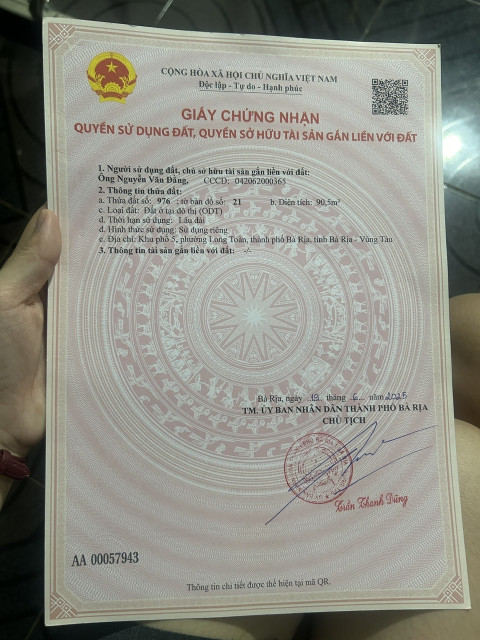 CỘNG HÒA XÃ HỘI CHỦ NGHĨA VIỆT NAM
Độc lập - Tự do - Hạnh phúc
GIẤY CHỨNG NHẬN
QUYỀN SỬ DỤNG ĐẤT, QUYỀN SỞ HỮU TÀI SẢN GẮN LIỀN VỚI ĐẤT
1. Người sử dụng đất, chủ sở hữu tài sản gắn liền với đất:
Ông Nguyễn Văn Đẳng, CCCD: 042062000365
2. Thông tin thửa đất:
a. Thửa đất số: 976 ; tờ bản đồ số: 21 b. Diện tích: 90,5m²
c. Loại đất: Đất ở tại đô thị (ODT)
d. Thời hạn sử dụng: Lâu dài
đ. Hình thức sử dụng: Sử dụng riêng
e. Địa chỉ: Khu phố 5, phường Long Toàn, thành phố Bà Rịa, tỉnh Bà Rịa - Vũng Tàu
3. Thông tin tài sản gắn liền với đất: -/-
Bà Rịa, ngày tháng 6 năm 2025
TM. ỦY BAN NHÂN DÂN THÀNH PHỐ BÀ RỊA
CHỦ TỊCH
Trần Thanh Dũng
AA 00057943
Thông tin chi tiết được thể hiện tại mã QR.